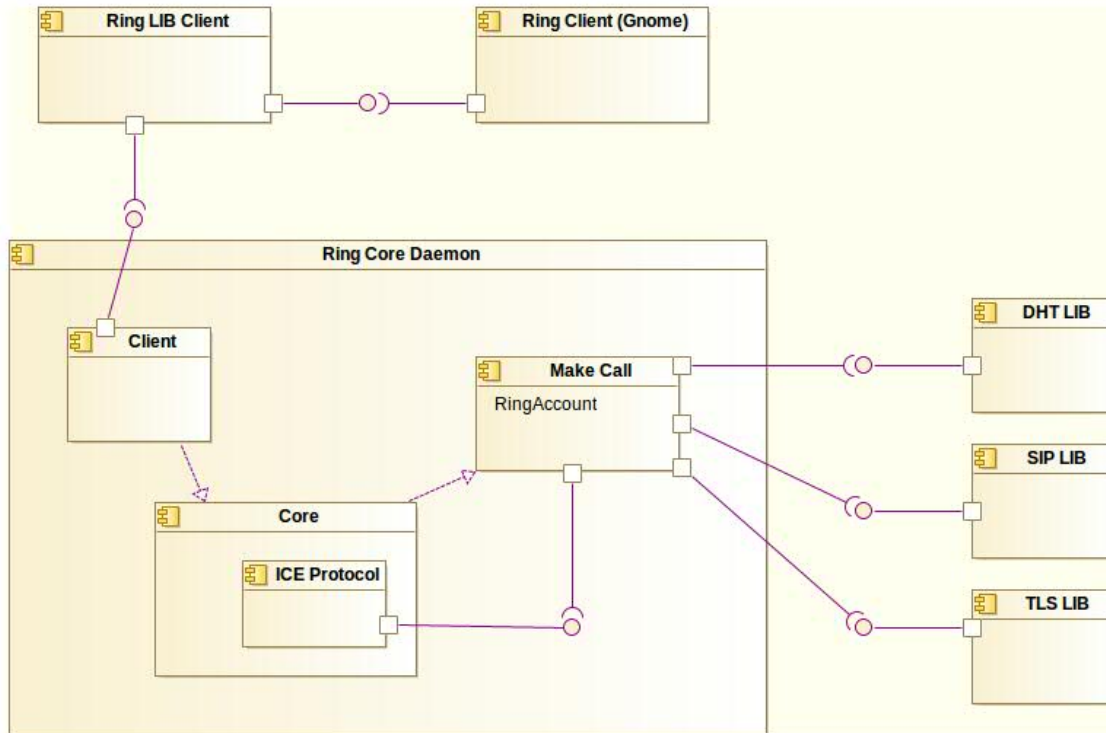 Ring LIB Client
Ring Client (Gnome)
Ring Core Daemon
Client
Make Call
RingAccount
Core
ICE Protocol
DHT LIB
SIP LIB
TLS LIB